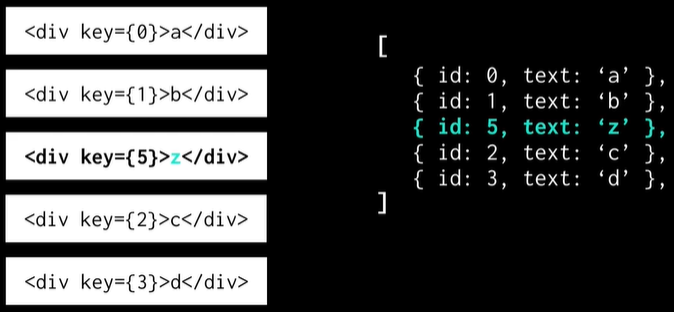 <div key={0}>a</div>
<div key={1}>b</div>
<div key={5}>z</div>
<div key={2}>c</div>
<div key={3}>d</div>
[
{ id: 0, text: ‘a’ },
{ id: 1, text: ‘b’ },
{ id: 5, text: ‘z’ },
{ id: 2, text: ‘c’ },
{ id: 3, text: ‘d’ },
]